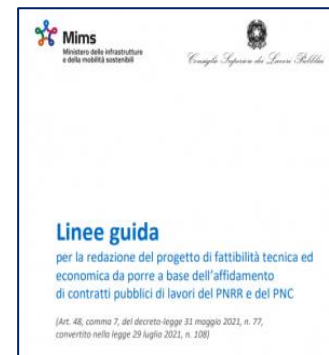 Mims
Ministero delle infrastrutture
e della mobilità sostenibili
Consiglio Superiore dei Lavori Pubblici
Linee guida
per la redazione del progetto di fattibilità tecnica ed
economica da porre a base dell'affidamento
di contratti pubblici di lavori del PNRR e del PNC
(Art. 48, comma 7, del decreto-legge 31 maggio 2021, n. 77,
convertito nella legge 29 luglio 2021, n. 108)